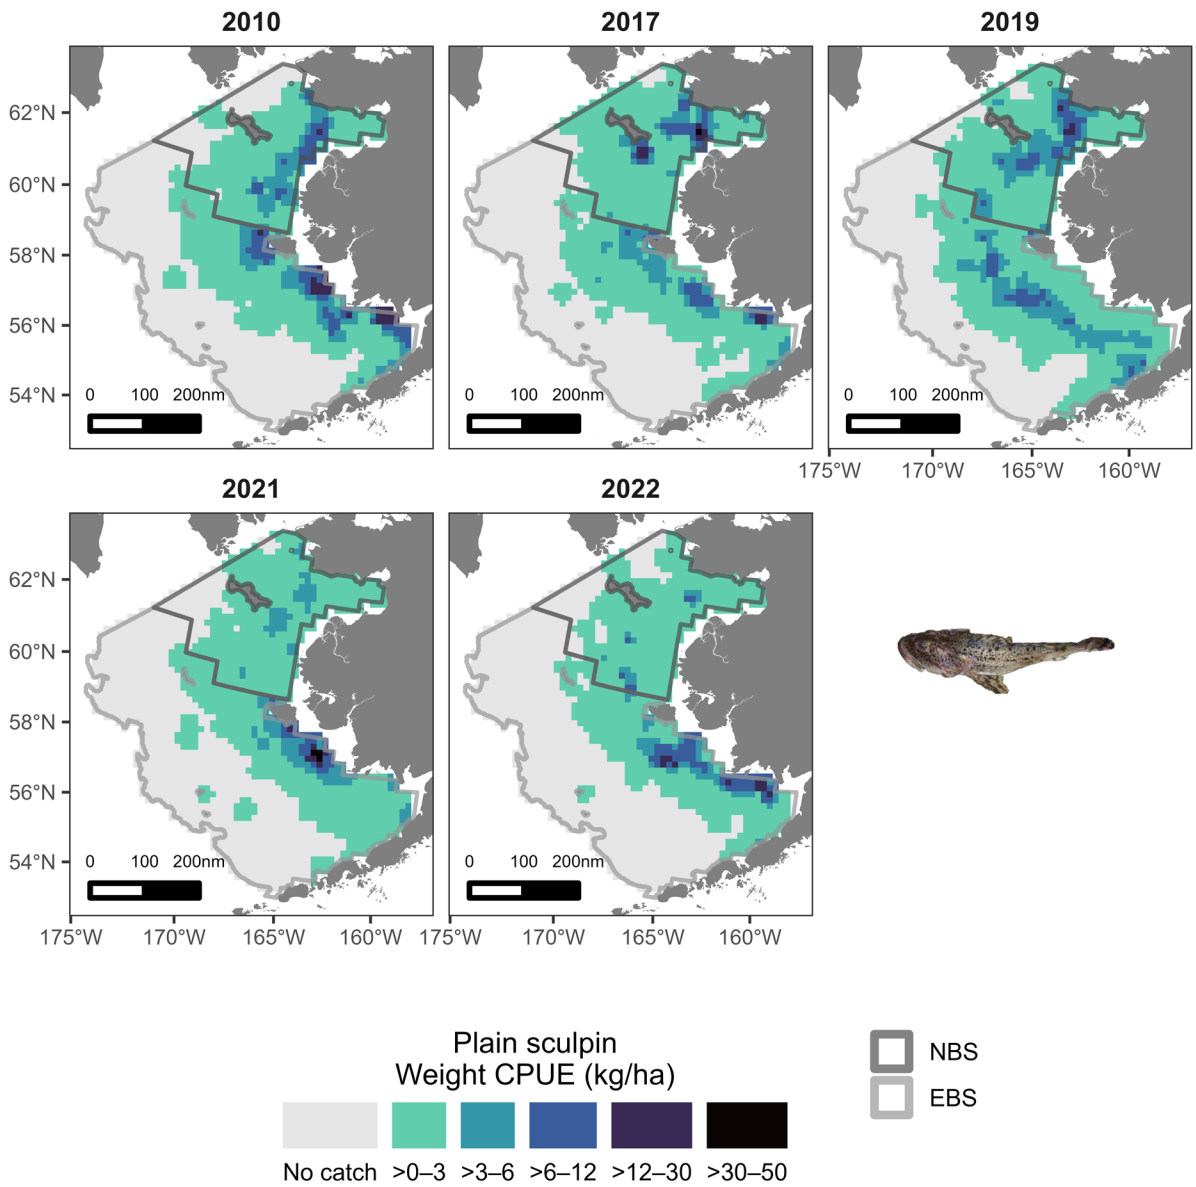 2010
2017
2019
62°N
60°N
58°N
56°N
54°N
0 100 200nm
0 100 200nm
0 100 200nm
175°W 170°W 165°W 160°W
2021
2022
62°N
60°N
58°N
56°N
54°N
0 100 200nm
0 100 200nm
175°W 170°W 165°W 160°W
175°W 170°W 165°W 160°W
Plain sculpin
Weight CPUE (kg/ha)
No catch >0–3 >3–6 >6–12 >12–30 >30–50
NBS
EBS